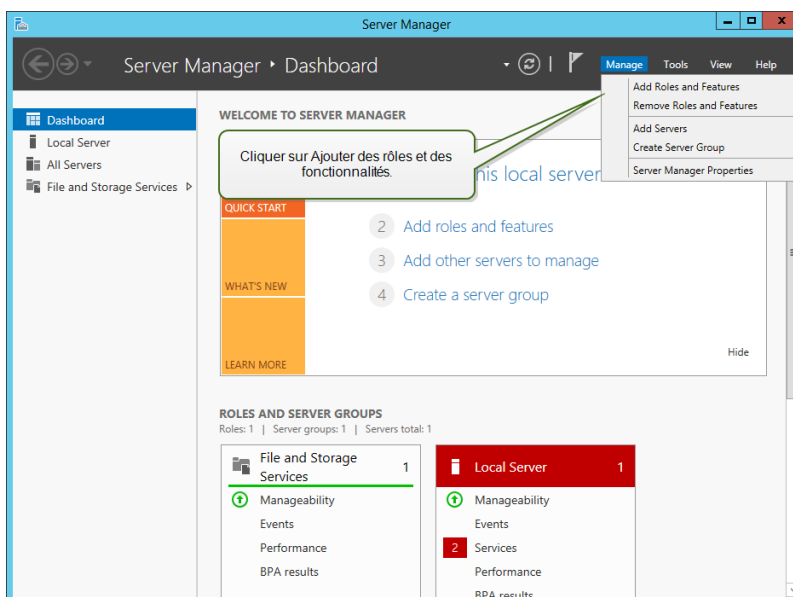 Server Manager
Server Manager • Dashboard
Manage Tools View Help
Add Roles and Features
Remove Roles and Features
Add Servers
Create Server Group
Server Manager Properties
Dashboard
Local Server
All Servers
File and Storage Services
WELCOME TO SERVER MANAGER
Cliquer sur Ajouter des rôles et des
fonctionnalités.
this local server
QUICK START
2 Add roles and features
3 Add other servers to manage
WHAT'S NEW
4 Create a server group
Hide
LEARN MORE
ROLES AND SERVER GROUPS
Roles: 1 | Server groups: 1 | Servers total: 1
File and Storage
Services
1
Manageability
Events
Performance
BPA results
Local Server 1
Manageability
Events
2 Services
Performance
BPA results